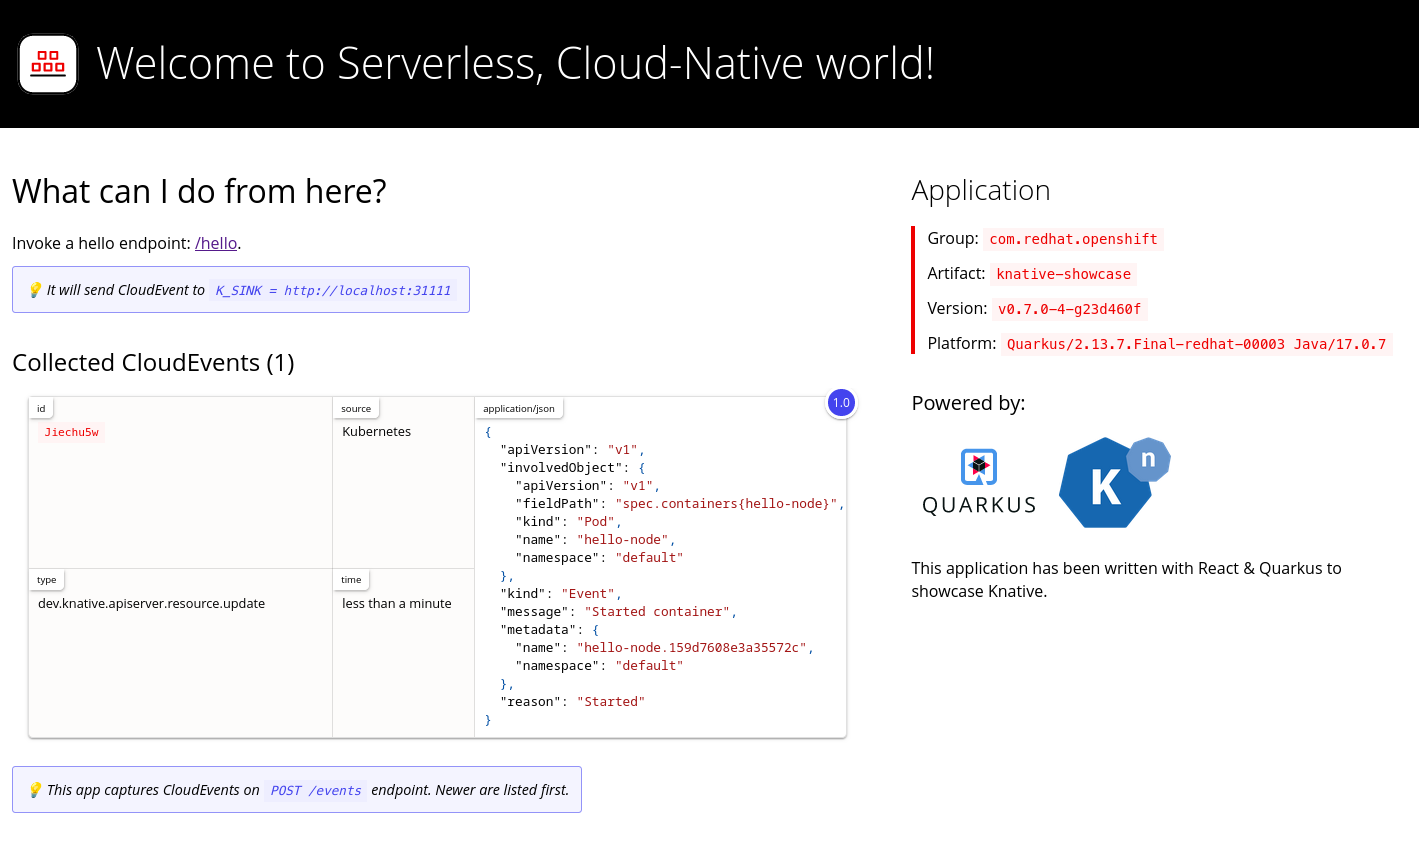 Welcome to Serverless, Cloud-Native world!
What can I do from here?
Invoke a hello endpoint: /hello.
💡 It will send CloudEvent to K_SINK = http://localhost:31111
Collected CloudEvents (1)
id
Jiechu5w
source
Kubernetes
type
dev.knative.apiserver.resource.update
time
less than a minute
application/json
1.0
{
  "apiVersion": "v1",
  "involvedObject": {
    "apiVersion": "v1",
    "fieldPath": "spec.containers{hello-node}",
    "kind": "Pod",
    "name": "hello-node",
    "namespace": "default"
  },
  "kind": "Event",
  "message": "Started container",
  "metadata": {
    "name": "hello-node.159d7608e3a35572c",
    "namespace": "default"
  },
  "reason": "Started"
}
💡 This app captures CloudEvents on POST /events endpoint. Newer are listed first.
Application
Group: com.redhat.openshift
Artifact: knative-showcase
Version: v0.7.0-4-g23d460f
Platform: Quarkus/2.13.7.Final-redhat-00003 Java/17.0.7
Powered by:
QUARKUS
K
n
This application has been written with React & Quarkus to
showcase Knative.